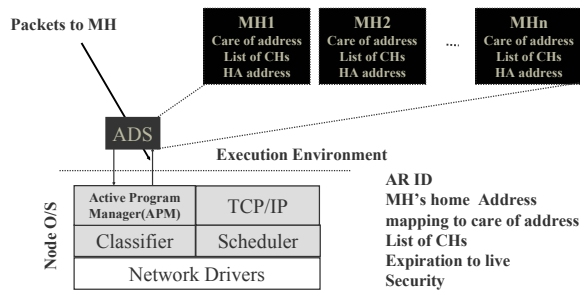 Packets to MH
MH1
Care of address
List of CHs
HA address
MH2
Care of address
List of CHs
HA address
....
MHn
Care of address
List of CHs
HA address
ADS
Execution Environment
Node O/S
Active Program
Manager(APM)
TCP/IP
Classifier
Scheduler
Network Drivers
AR ID
MH's home Address
mapping to care of address
List of CHs
Expiration to live
Security